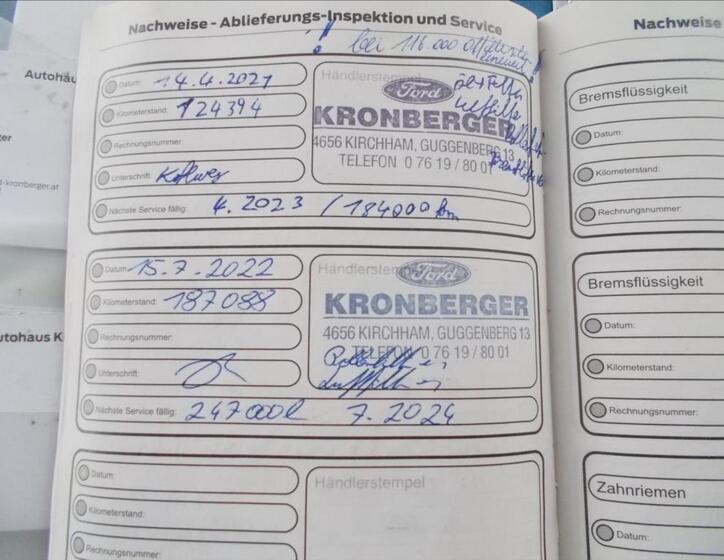 Nachweise - Ablieferungs-Inspektion und Service
! bei 116.000
Datum: 14.4.2021
Kilometerstand: 124394
Rechnungsnummer:
Unterschrift:
Nächste Service fällig: 4.2023 / 184000 km
Händlerstempel
Ford
KRONBERGER
4656 KIRCHHAM, GUGGENBERG 13
TELEFON 0 76 19 / 80 01
Datum: 15.7.2022
Kilometerstand: 187088
Rechnungsnummer:
Unterschrift:
Nächste Service fällig: 247000 7.2024
Händlerstempel
Ford
KRONBERGER
4656 KIRCHHAM, GUGGENBERG 13
TELEFON 0 76 19 / 80 01
Datum:
Kilometerstand:
Rechnungsnummer:
Händlerstempel
Nachweise
Bremsflüssigkeit
Datum:
Kilometerstand:
Rechnungsnummer:
Bremsflüssigkeit
Datum:
Kilometerstand:
Rechnungsnummer:
Zahnriemen
Datum:
Autohau
-kronberger.at
utohaus K